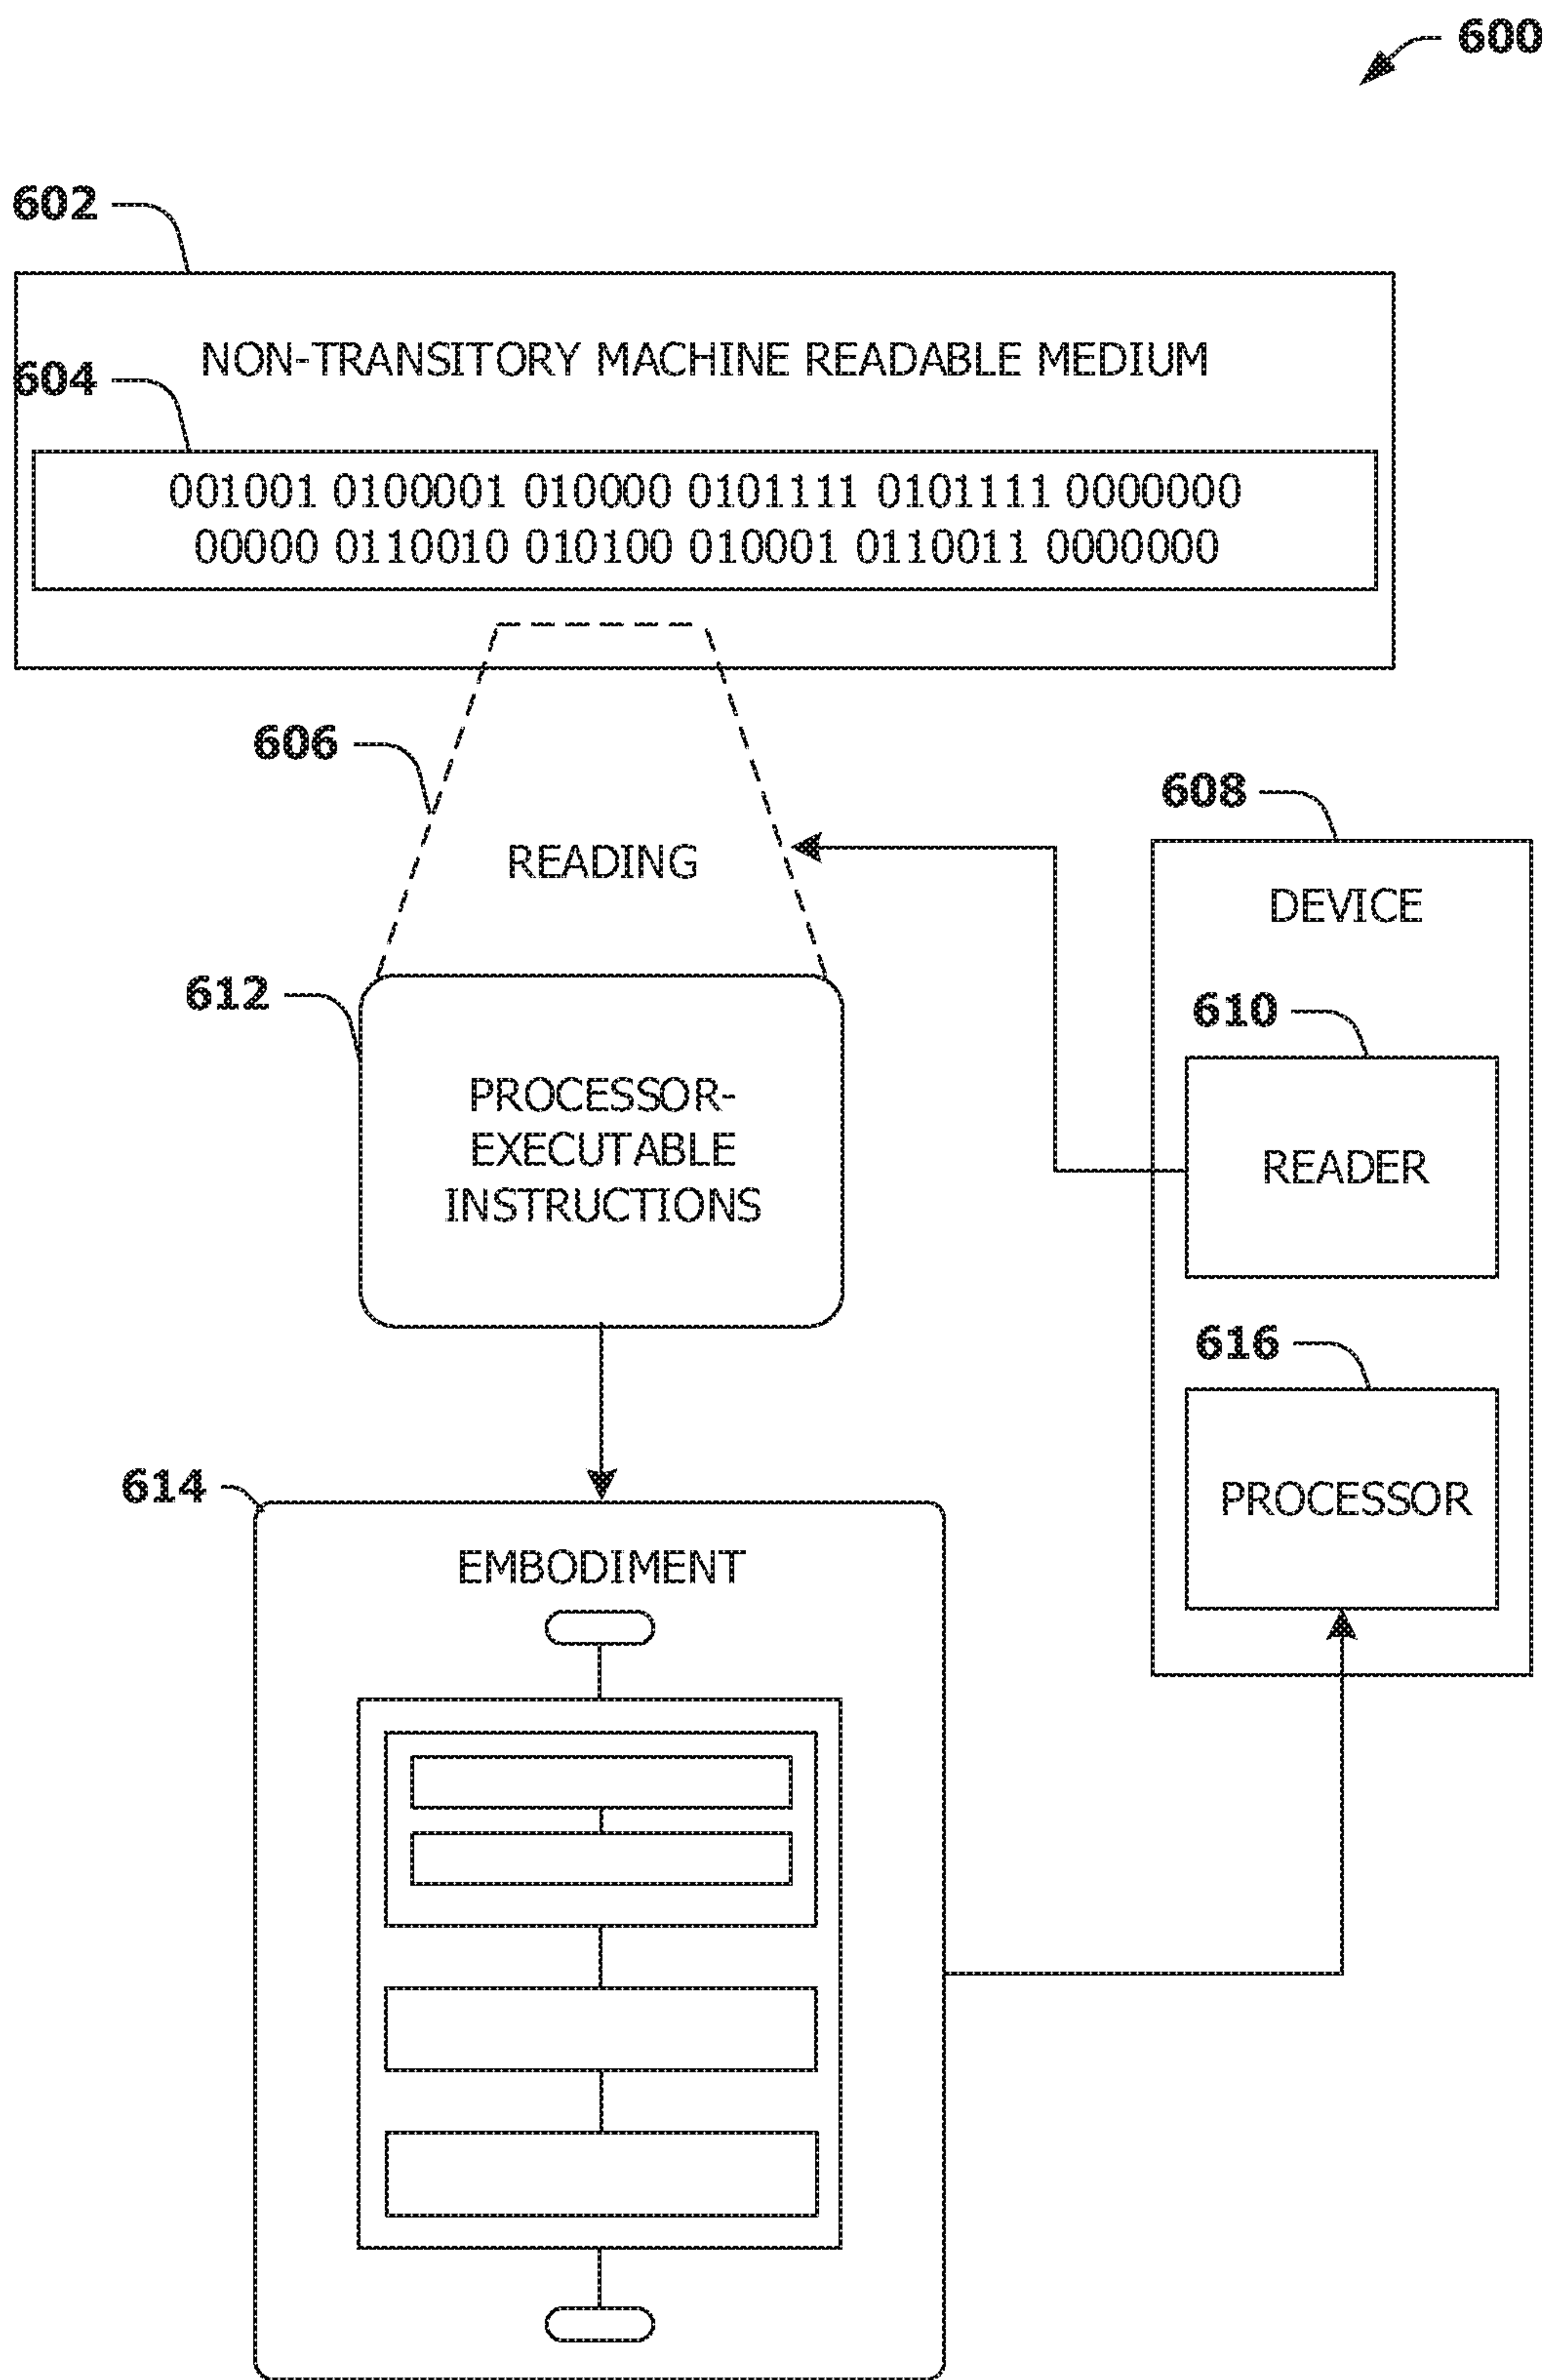 600
602
NON-TRANSITORY MACHINE READABLE MEDIUM
604
001001 0100001 010000 0101111 0101111 0000000
00000 0110010 010100 010001 0110011 0000000
606
READING
608
DEVICE
612
610
PROCESSOR-
EXECUTABLE
INSTRUCTIONS
READER
616
PROCESSOR
614
EMBODIMENT